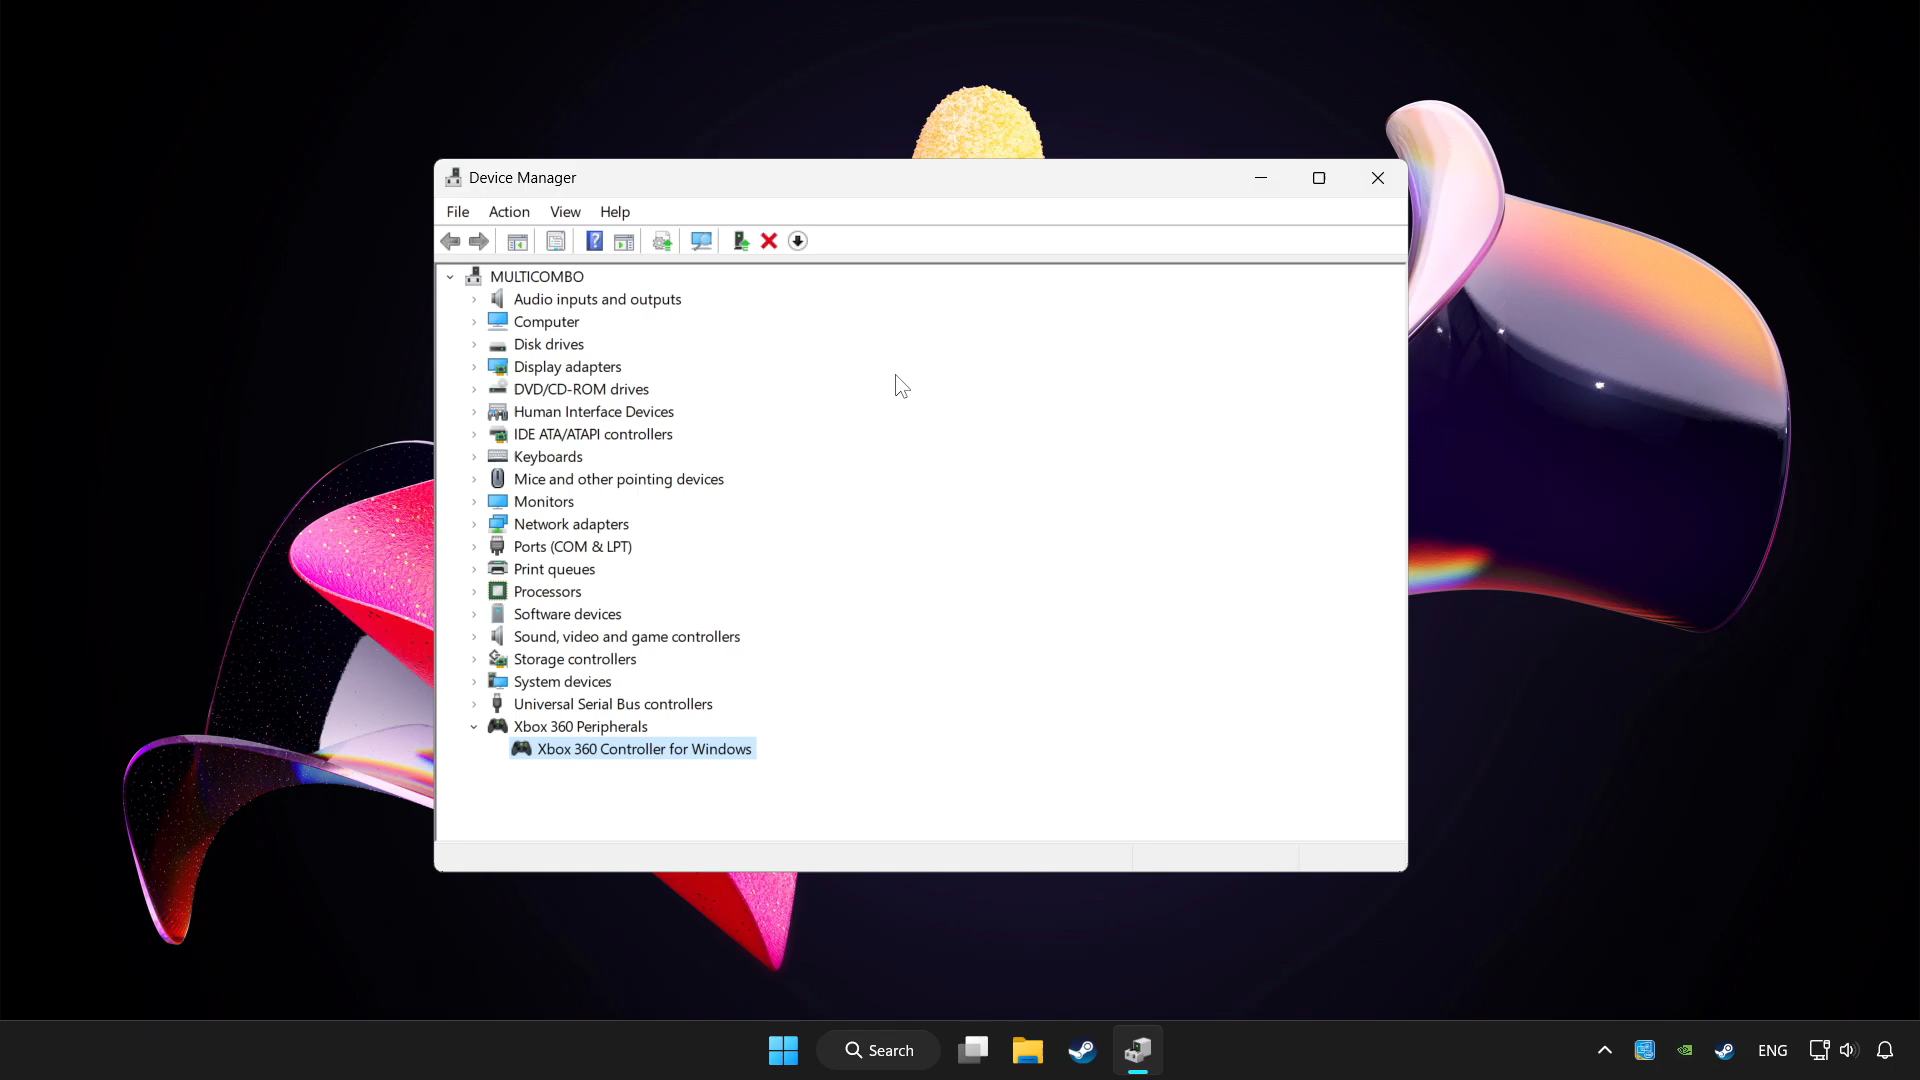 Device Manager
File Action View Help
MULTICOMBO
Audio inputs and outputs
Computer
Disk drives
Display adapters
DVD/CD-ROM drives
Human Interface Devices
IDE ATA/ATAPI controllers
Keyboards
Mice and other pointing devices
Monitors
Network adapters
Ports (COM & LPT)
Print queues
Processors
Software devices
Sound, video and game controllers
Storage controllers
System devices
Universal Serial Bus controllers
Xbox 360 Peripherals
Xbox 360 Controller for Windows
Search
ENG